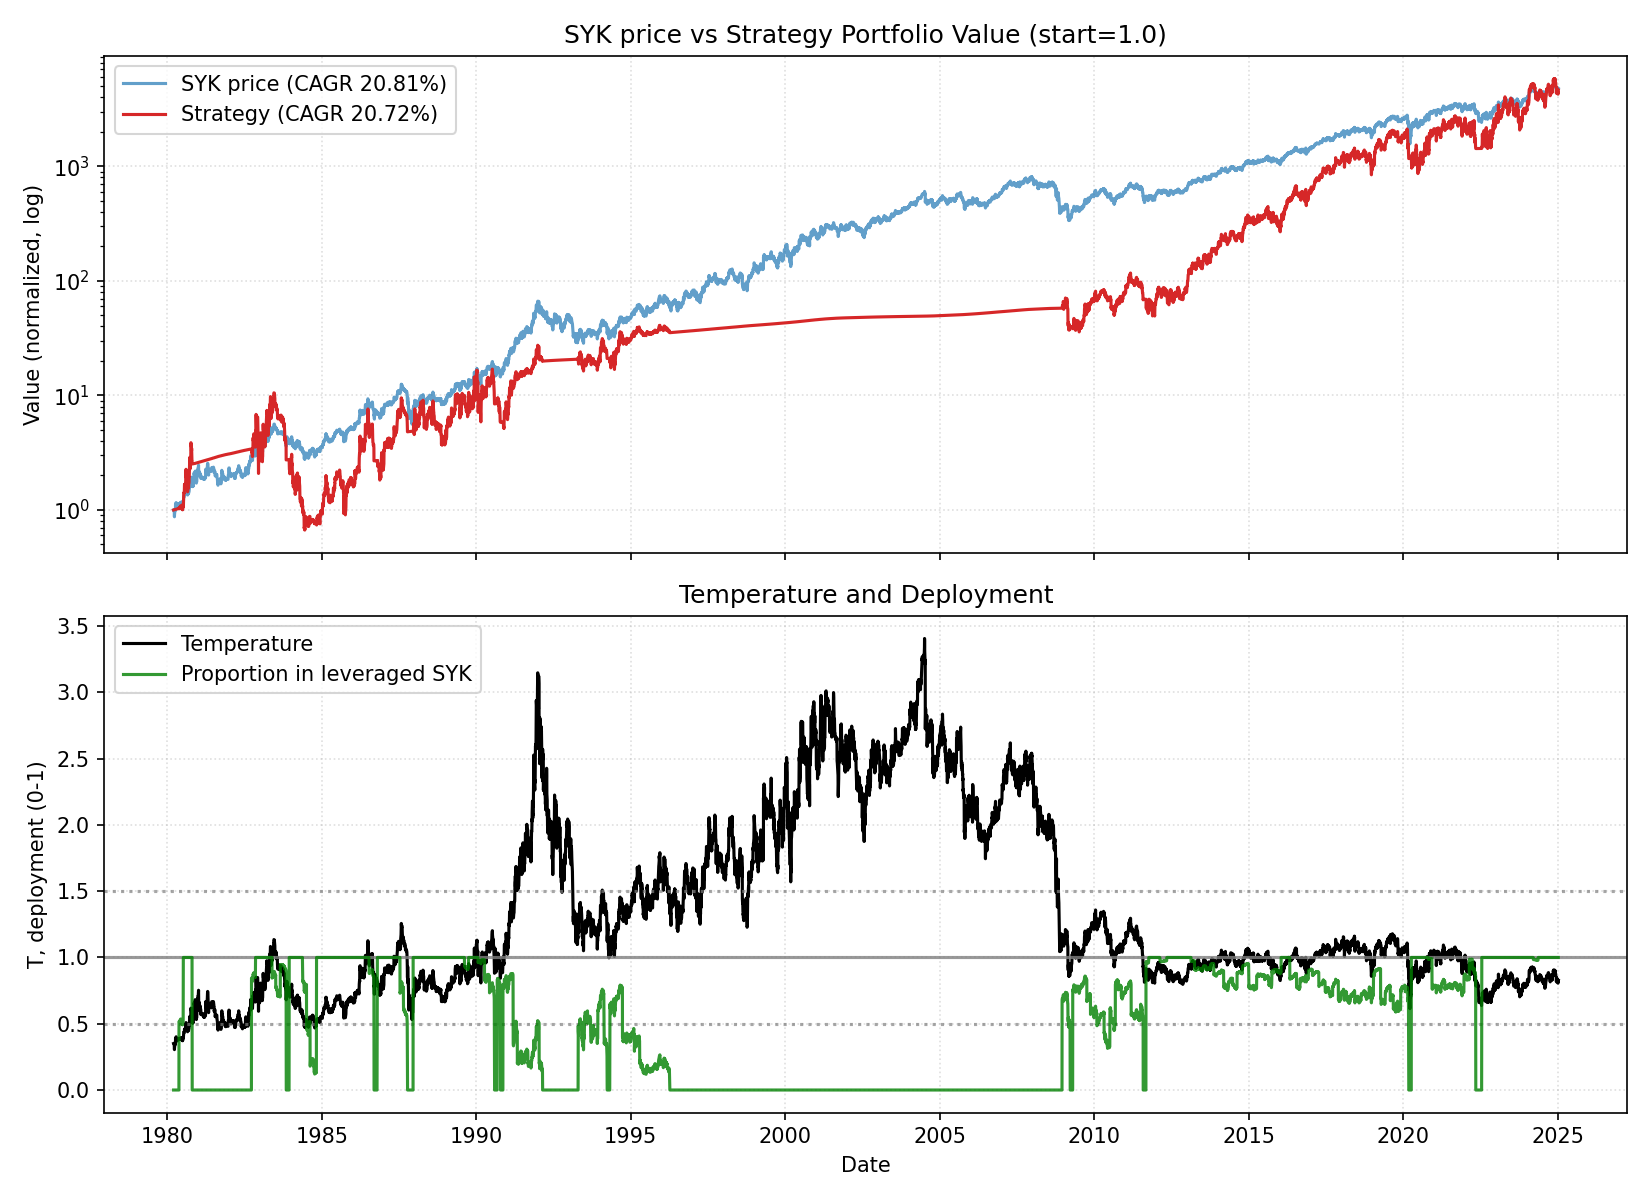 SYK price vs Strategy Portfolio Value (start=1.0)
SYK price (CAGR 20.81%)
Strategy (CAGR 20.72%)
Value (normalized, log)
10³
10²
10¹
10⁰
Temperature and Deployment
Temperature
Proportion in leveraged SYK
T, deployment (0-1)
3.5
3.0
2.5
2.0
1.5
1.0
0.5
0.0
1980 1985 1990 1995 2000 2005 2010 2015 2020 2025
Date